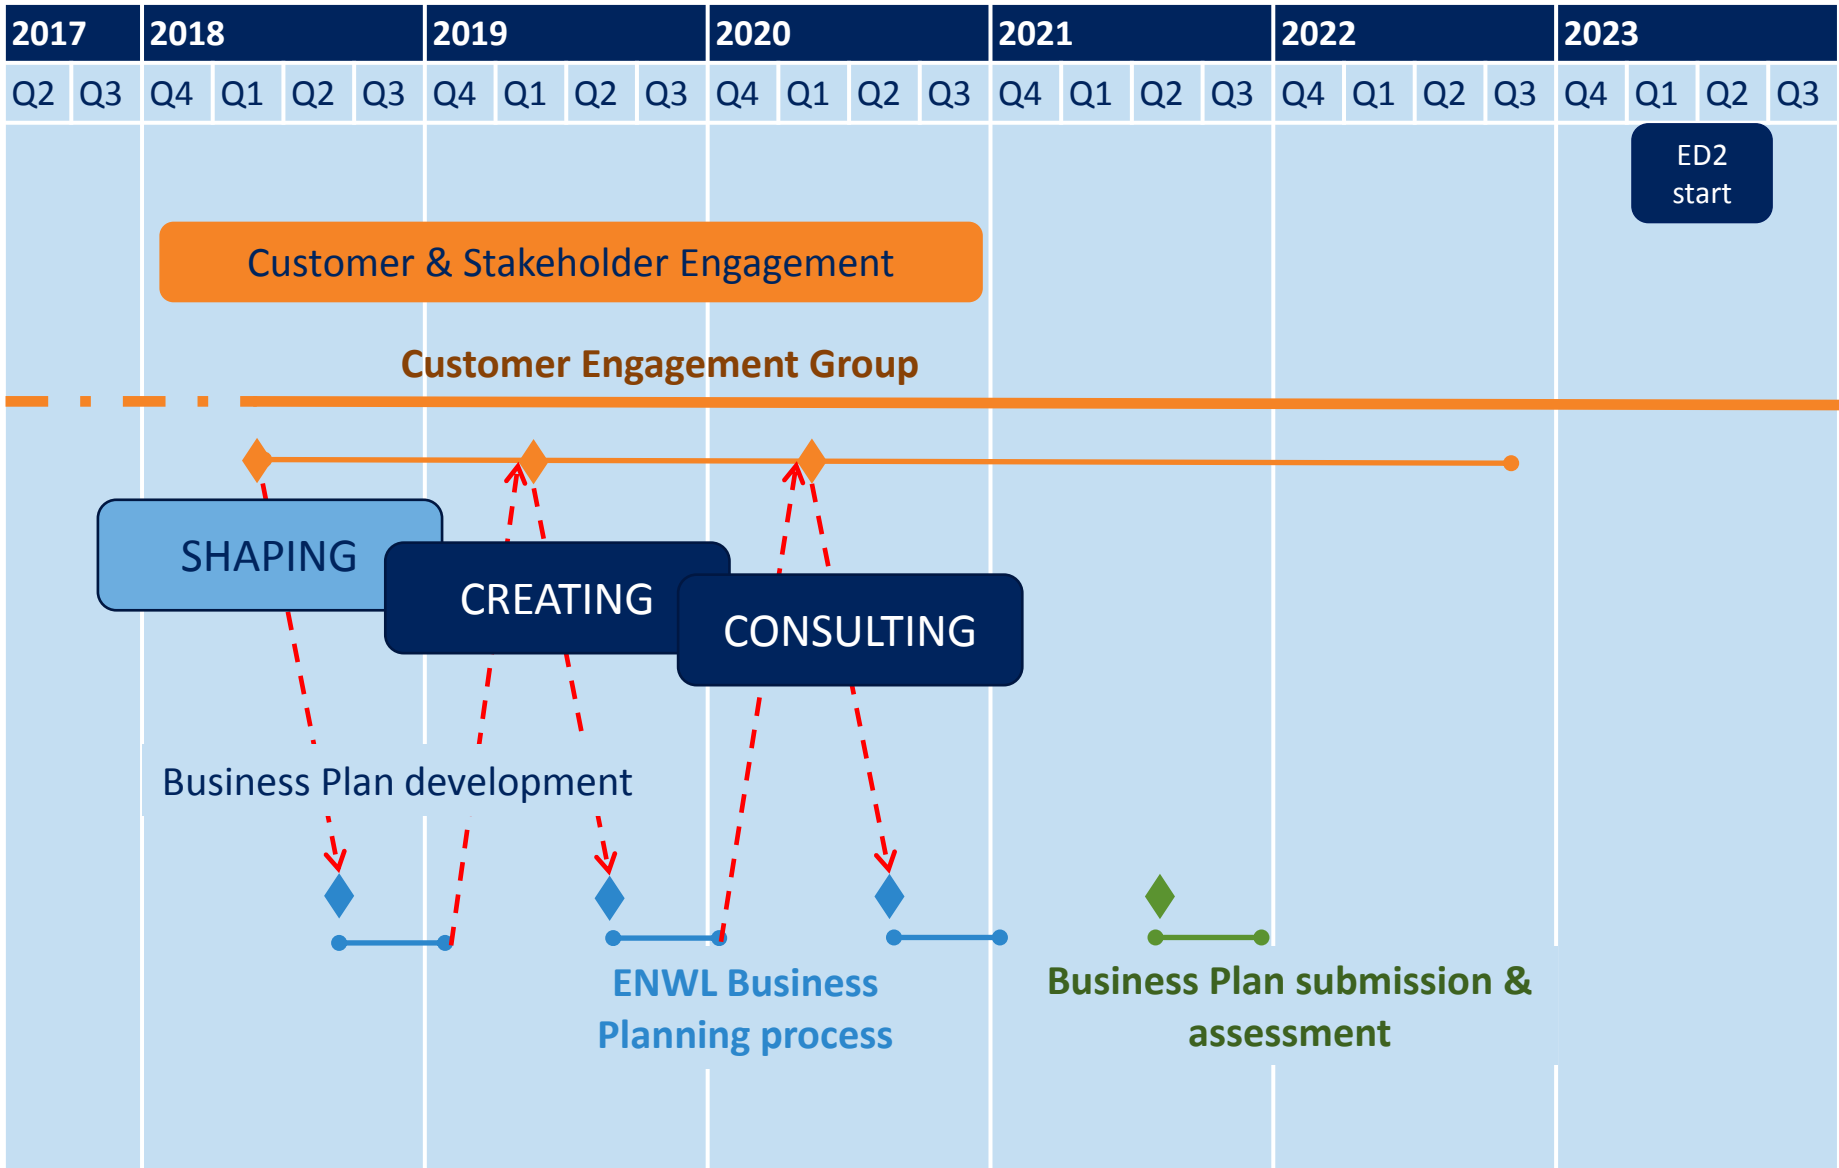 2017 2018 2019 2020 2021 2022 2023
Q2 Q3 Q4 Q1 Q2 Q3 Q4 Q1 Q2 Q3 Q4 Q1 Q2 Q3 Q4 Q1 Q2 Q3 Q4 Q1 Q2 Q3 Q4 Q1 Q2 Q3
ED2
start
Customer & Stakeholder Engagement
Customer Engagement Group
SHAPING
CREATING
CONSULTING
Business Plan development
ENWL Business
Planning process
Business Plan submission &
assessment